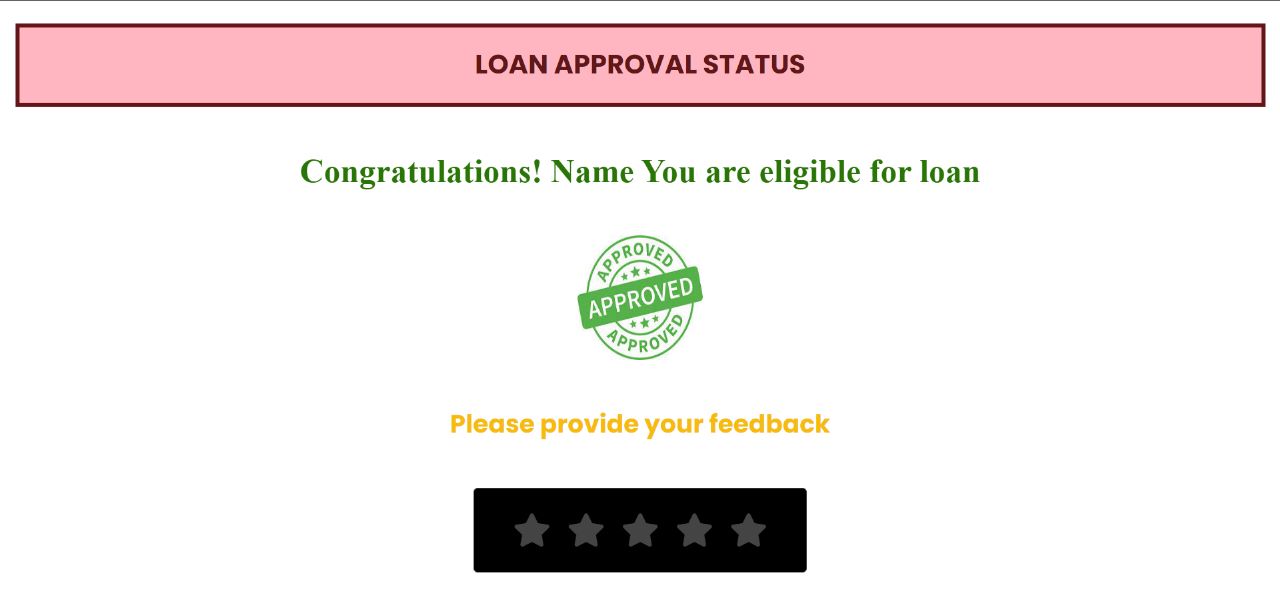 LOAN APPROVAL STATUS
Congratulations! Name You are eligible for loan
APPROVED
APPROVED
APPROVED
Please provide your feedback